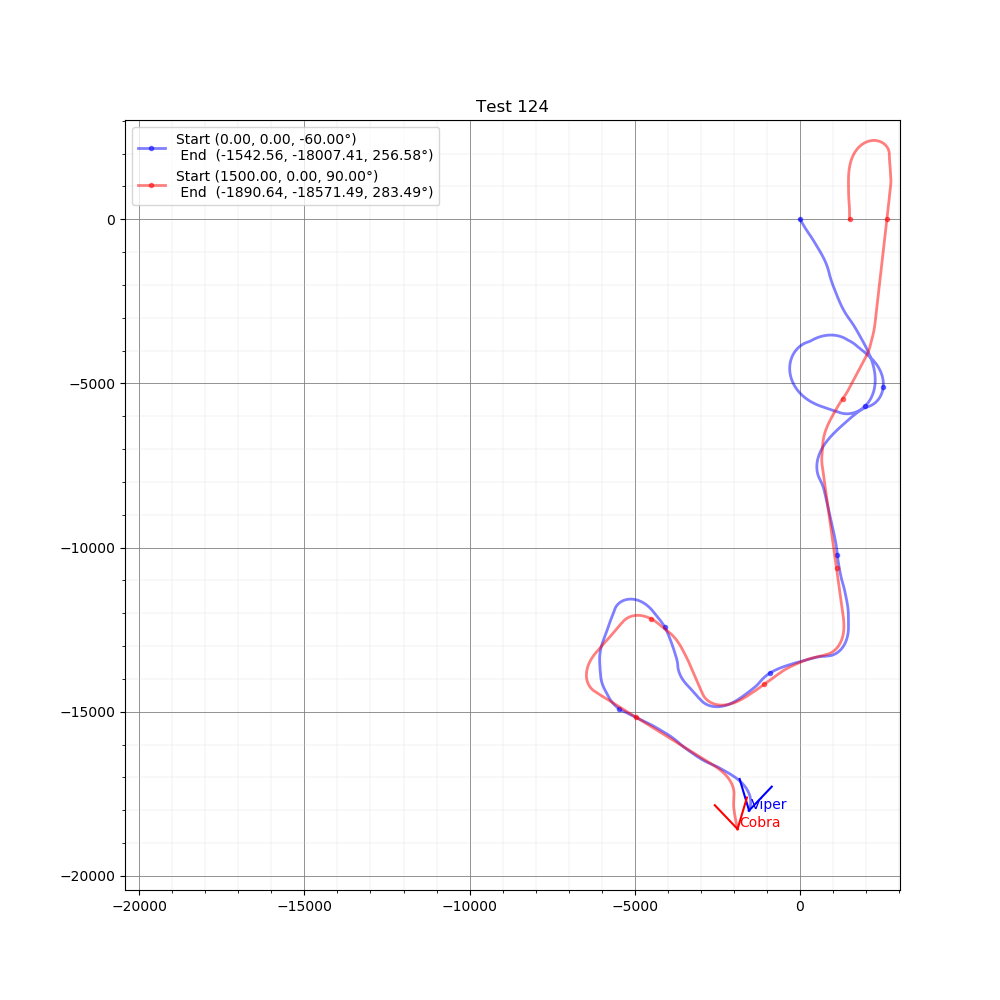 Test 124
Start (0.00, 0.00, -60.00°)
End (-1542.56, -18007.41, 256.58°)
Start (1500.00, 0.00, 90.00°)
End (-1890.64, -18571.49, 283.49°)
0
−5000
−10000
−15000
−20000
Viper
Cobra
−20000 −15000 −10000 −5000 0